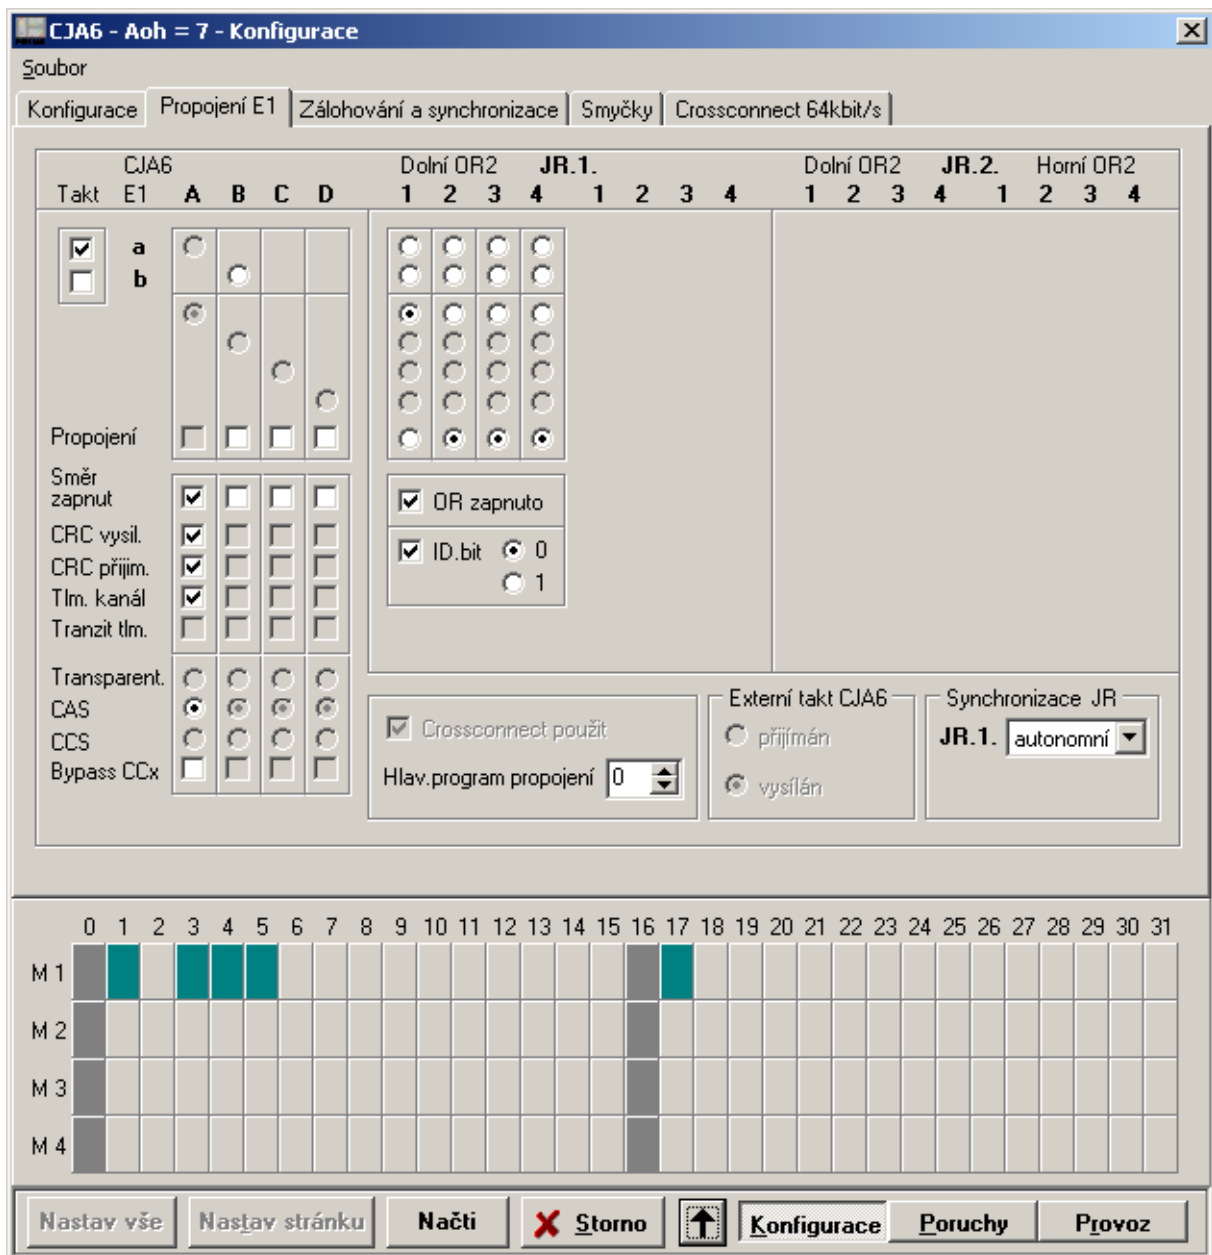 CJA6 - Aoh = 7 - Konfigurace
Soubor
Konfigurace Propojení E1 Zálohování a synchronizace Smyčky Crossconnect 64kbit/s
CJA6 Dolní OR2 JR.1. Dolní OR2 JR.2. Horní OR2
Takt E1 A B C D 1 2 3 4 1 2 3 4 1 2 3 4 1 2 3 4
a
b
Propojení
Směr
zapnut
OR zapnuto
CRC vysil.
ID.bit 0
CRC přijim.
1
Tlm. kanál
Tranzit tlm.
Transparent.
CAS
CCS
Bypass CCx
Crossconnect použit
Hlav.program propojení 0
Externí takt CJA6
přijímán
vysílán
Synchronizace JR
JR.1. autonomní
0 1 2 3 4 5 6 7 8 9 10 11 12 13 14 15 16 17 18 19 20 21 22 23 24 25 26 27 28 29 30 31
M 1
M 2
M 3
M 4
Nastav vše Nastav stránku Načti Storno Konfigurace Poruchy Provoz